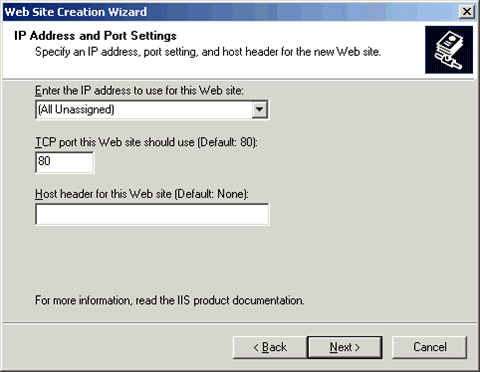 Web Site Creation Wizard
IP Address and Port Settings
Specify an IP address, port setting, and host header for the new Web site.
Enter the IP address to use for this Web site:
(All Unassigned)
TCP port this Web site should use (Default: 80):
80
Host header for this Web site (Default: None):
For more information, read the IIS product documentation.
< Back
Next >
Cancel